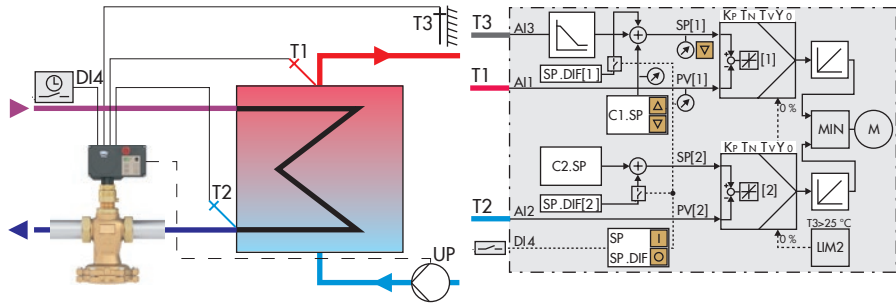 T3
T1
DI4
T2
UP
T3
AI3
SP[1]
KP TN TV Y0
[1]
SP.DIF[1]
T1
AI1
PV[1]
C1.SP
0 %
MIN
M
C2.SP
SP[2]
KP TN TV Y0
[2]
SP.DIF[2]
T2
AI2
PV[2]
T3>25 °C
LIM2
0 %
DI4
SP
SP.DIF